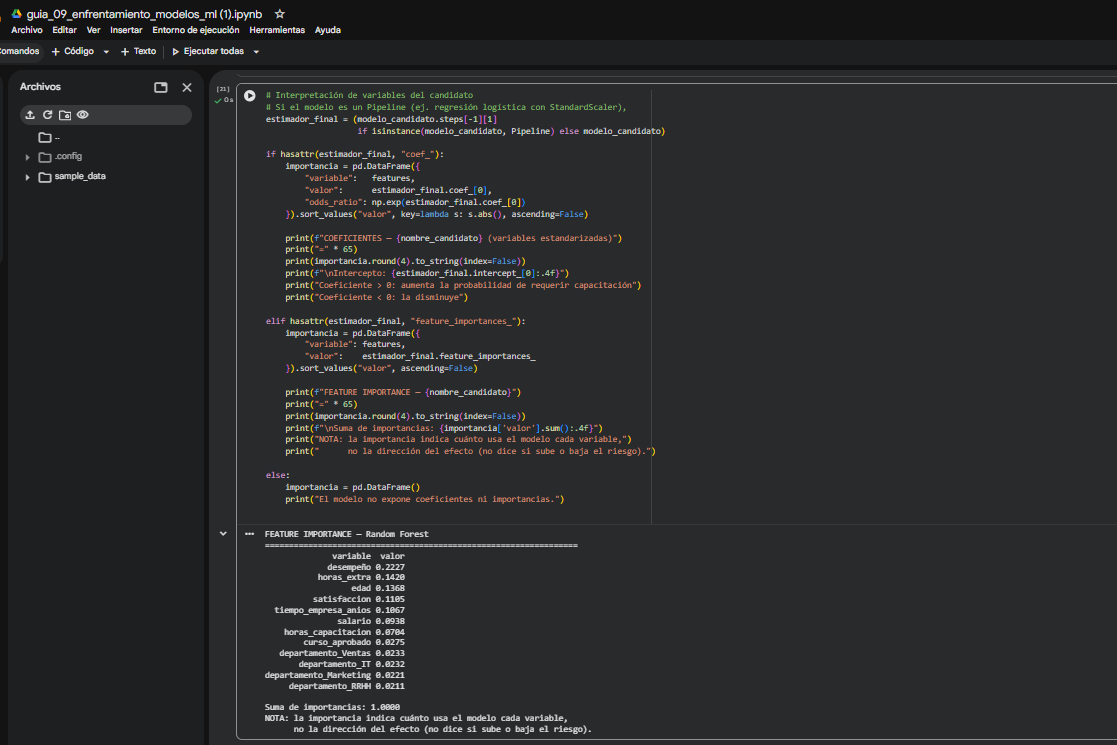 guia_09_enfrentamiento_modelos_ml (1).ipynb
Archivo Editar Ver Insertar Entorno de ejecución Herramientas Ayuda
Comandos + Código + Texto Ejecutar todas
Archivos
..
.config
sample_data
[21]
0 s
# Interpretación de variables del candidato
# Si el modelo es un Pipeline (ej. regresión logística con StandardScaler),
estimador_final = (modelo_candidato.steps[-1][1]
                   if isinstance(modelo_candidato, Pipeline) else modelo_candidato)
if hasattr(estimador_final, "coef_"):
    importancia = pd.DataFrame({
        "variable":   features,
        "valor":      estimador_final.coef_[0],
        "odds_ratio": np.exp(estimador_final.coef_[0])
    }).sort_values("valor", key=lambda s: s.abs(), ascending=False)
    print(f"COEFICIENTES — {nombre_candidato} (variables estandarizadas)")
    print("=" * 65)
    print(importancia.round(4).to_string(index=False))
    print(f"\nIntercepto: {estimador_final.intercept_[0]:.4f}")
    print("Coeficiente > 0: aumenta la probabilidad de requerir capacitación")
    print("Coeficiente < 0: la disminuye")
elif hasattr(estimador_final, "feature_importances_"):
    importancia = pd.DataFrame({
        "variable": features,
        "valor":    estimador_final.feature_importances_
    }).sort_values("valor", ascending=False)
    print(f"FEATURE IMPORTANCE — {nombre_candidato}")
    print("=" * 65)
    print(importancia.round(4).to_string(index=False))
    print(f"\nSuma de importancias: {importancia['valor'].sum():.4f}")
    print("NOTA: la importancia indica cuánto usa el modelo cada variable,")
    print("      no la dirección del efecto (no dice si sube o baja el riesgo).")
else:
    importancia = pd.DataFrame()
    print("El modelo no expone coeficientes ni importancias.")
FEATURE IMPORTANCE — Random Forest
=================================================================
variable valor
desempeño 0.2227
horas_extra 0.1420
edad 0.1368
satisfaccion 0.1105
tiempo_empresa_anios 0.1067
salario 0.0938
horas_capacitacion 0.0704
curso_aprobado 0.0275
departamento_Ventas 0.0233
departamento_IT 0.0232
departamento_Marketing 0.0221
departamento_RRHH 0.0211
Suma de importancias: 1.0000
NOTA: la importancia indica cuánto usa el modelo cada variable,
      no la dirección del efecto (no dice si sube o baja el riesgo).